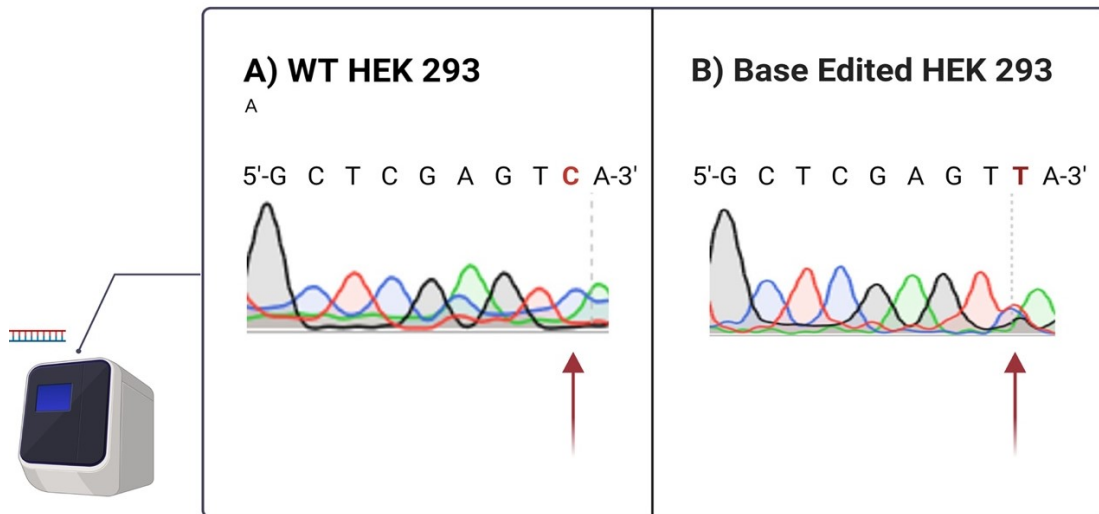 A) WT HEK 293
A
5'-G C T C G A G T C A-3'
B) Base Edited HEK 293
5'-G C T C G A G T T A-3'